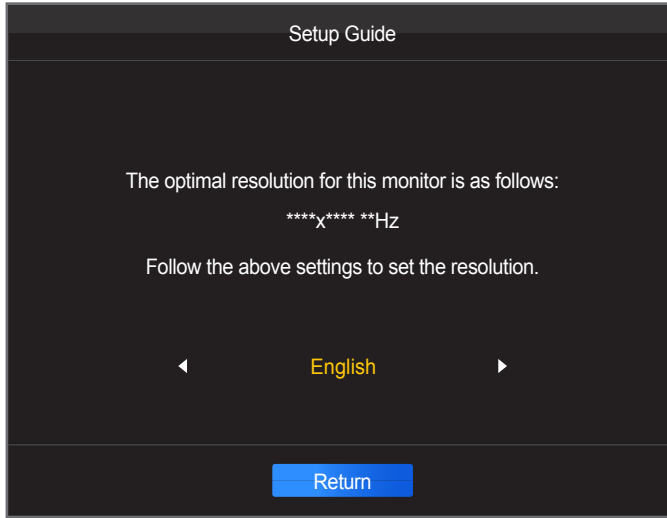 Setup Guide
The optimal resolution for this monitor is as follows:
****x**** **Hz
Follow the above settings to set the resolution.
English
Return